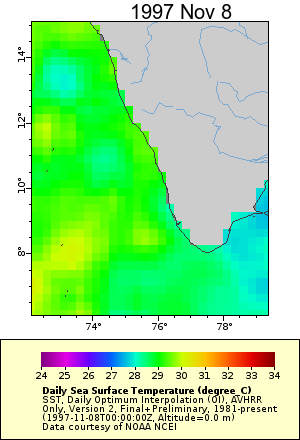 1997 Nov 8
14°
12°
10°
8°
74° 76° 78°
24 25 26 27 28 29 30 31 32 33 34
Daily Sea Surface Temperature (degree_C)
SST, Daily Optimum Interpolation (OI), AVHRR
Only, Version 2, Final+Preliminary, 1981-present
(1997-11-08T00:00:00Z, Altitude=0.0 m)
Data courtesy of NOAA NCEI